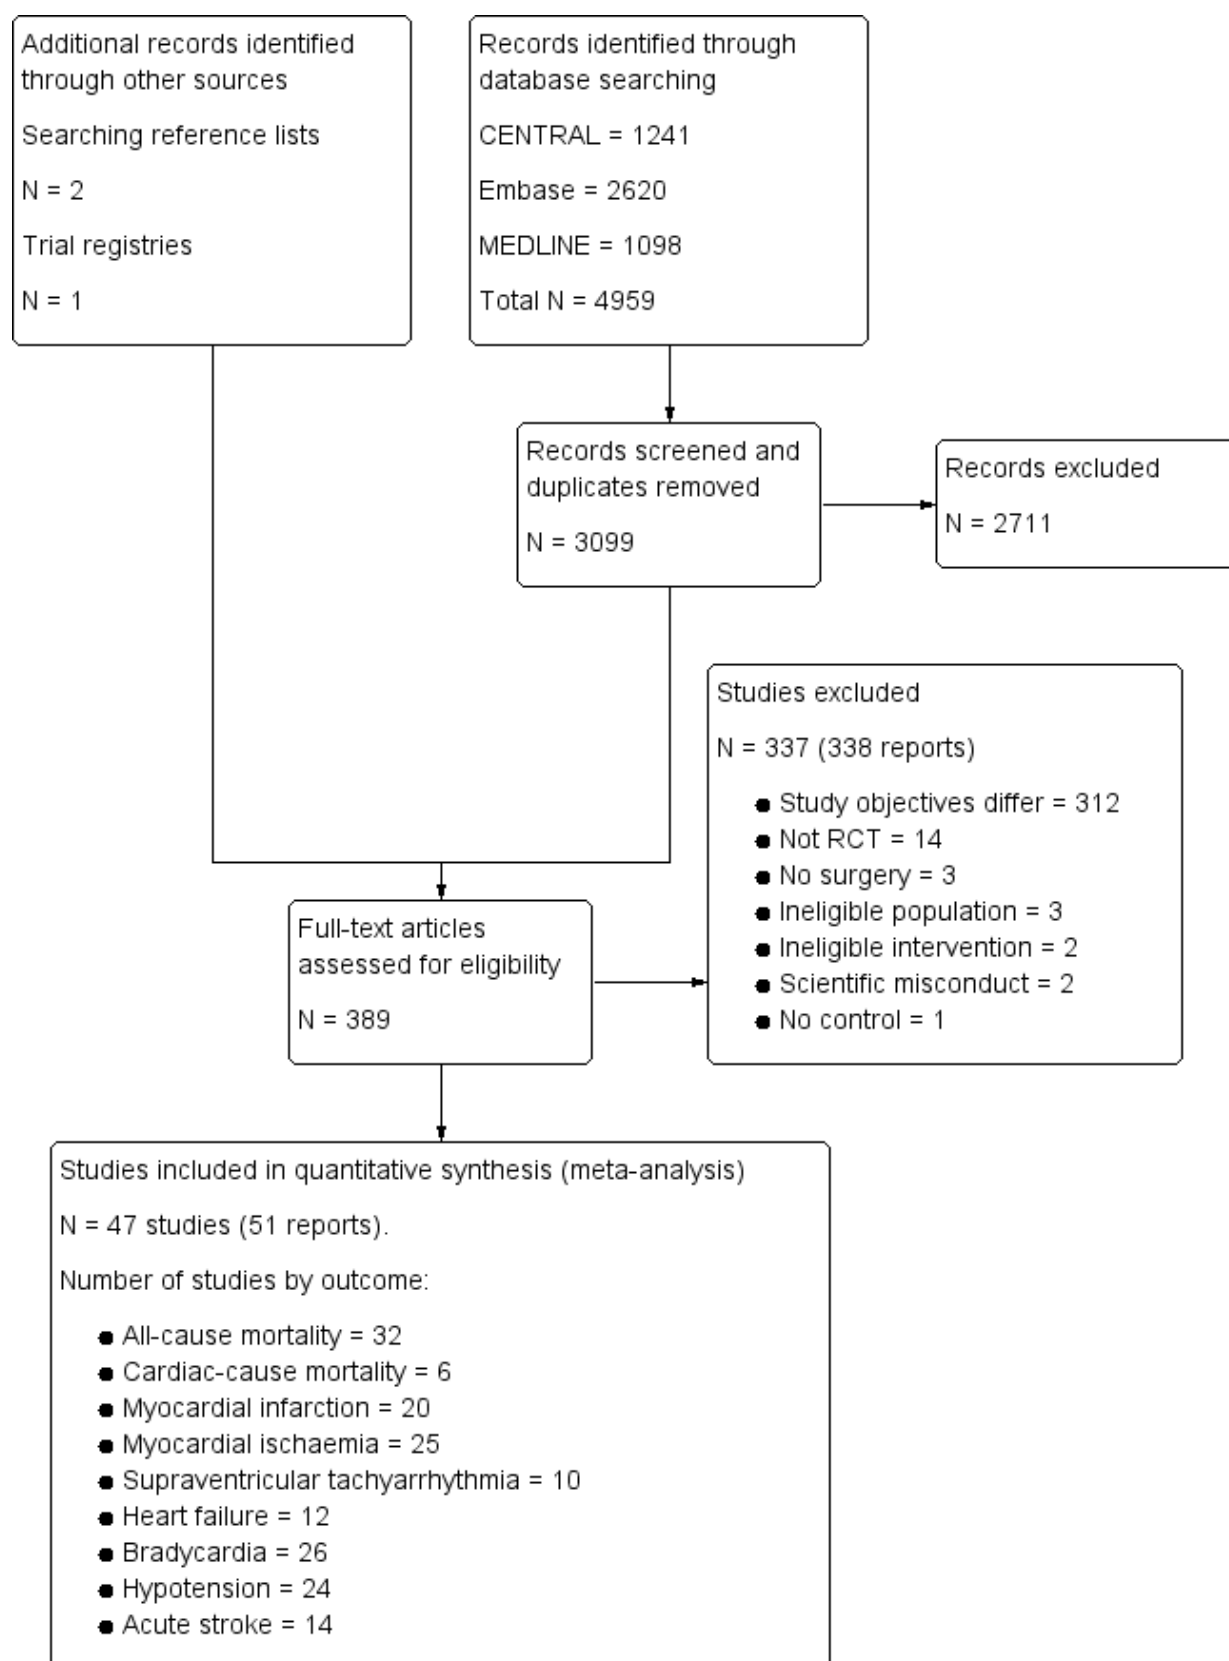 Additional records identified
through other sources
Searching reference lists
N = 2
Trial registries
N = 1
Records identified through
database searching
CENTRAL = 1241
Embase = 2620
MEDLINE = 1098
Total N = 4959
Records screened and
duplicates removed
N = 3099
Records excluded
N = 2711
Studies excluded
N = 337 (338 reports)
● Study objectives differ = 312
● Not RCT = 14
● No surgery = 3
● Ineligible population = 3
● Ineligible intervention = 2
● Scientific misconduct = 2
● No control = 1
Full-text articles
assessed for eligibility
N = 389
Studies included in quantitative synthesis (meta-analysis)
N = 47 studies (51 reports).
Number of studies by outcome:
● All-cause mortality = 32
● Cardiac-cause mortality = 6
● Myocardial infarction = 20
● Myocardial ischaemia = 25
● Supraventricular tachyarrhythmia = 10
● Heart failure = 12
● Bradycardia = 26
● Hypotension = 24
● Acute stroke = 14